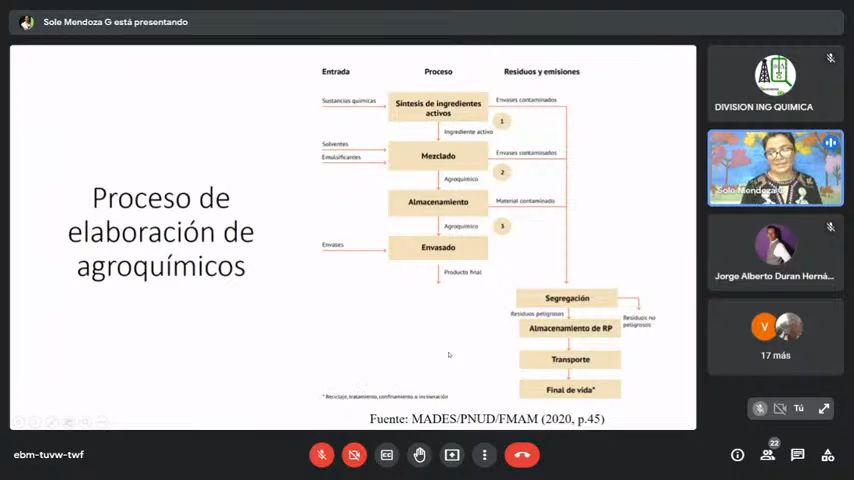 Sole Mendoza G está presentando
Entrada
Proceso
Residuos y emisiones
Sustancias químicas
Síntesis de ingredientes
activos
Envases contaminados
1
Ingrediente activo
Solventes
Emulsificantes
Mezclado
Envases contaminados
2
Agroquímico
Almacenamiento
Material contaminado
Agroquímico
3
Envases
Envasado
Producto final
Proceso de
elaboración de
agroquímicos
Segregación
Residuos peligrosos
Residuos no
peligrosos
Almacenamiento de RP
Transporte
Final de vida*
* Reciclaje, tratamiento, confinamiento o incineración
Fuente: MADES/PNUD/FMAM (2020, p.45)
DIVISION ING QUIMICA
Sole Mendoza G
Jorge Alberto Duran Herná...
V
17 más
Tú
ebm-tuvw-twf
22